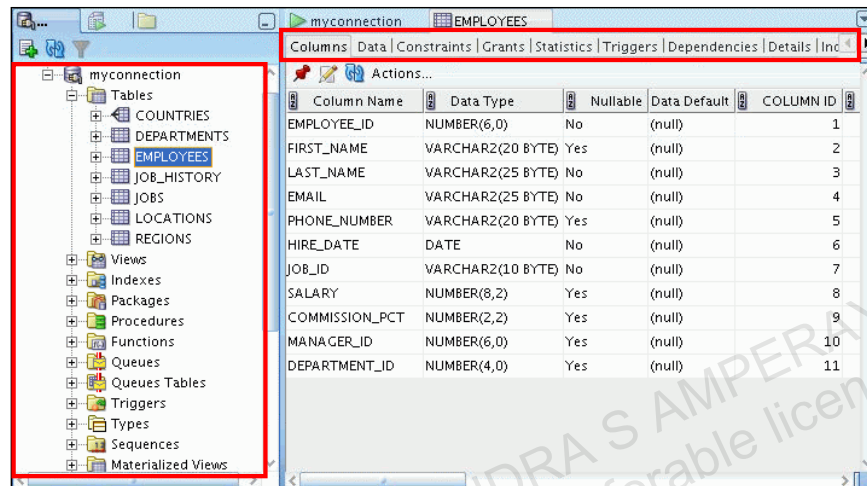 myconnection
EMPLOYEES
Columns Data | Constraints | Grants | Statistics | Triggers | Dependencies | Details |
Actions...
Column Name Data Type Nullable Data Default COLUMN ID
EMPLOYEE_ID NUMBER(6,0) No (null) 1
FIRST_NAME VARCHAR2(20 BYTE) Yes (null) 2
LAST_NAME VARCHAR2(25 BYTE) No (null) 3
EMAIL VARCHAR2(25 BYTE) No (null) 4
PHONE_NUMBER VARCHAR2(20 BYTE) Yes (null) 5
HIRE_DATE DATE No (null) 6
JOB_ID VARCHAR2(10 BYTE) No (null) 7
SALARY NUMBER(8,2) Yes (null) 8
COMMISSION_PCT NUMBER(2,2) Yes (null) 9
MANAGER_ID NUMBER(6,0) Yes (null) 10
DEPARTMENT_ID NUMBER(4,0) Yes (null) 11
myconnection
Tables
COUNTRIES
DEPARTMENTS
EMPLOYEES
JOB_HISTORY
JOBS
LOCATIONS
REGIONS
Views
Indexes
Packages
Procedures
Functions
Queues
Queues Tables
Triggers
Types
Sequences
Materialized Views
S AMPERA